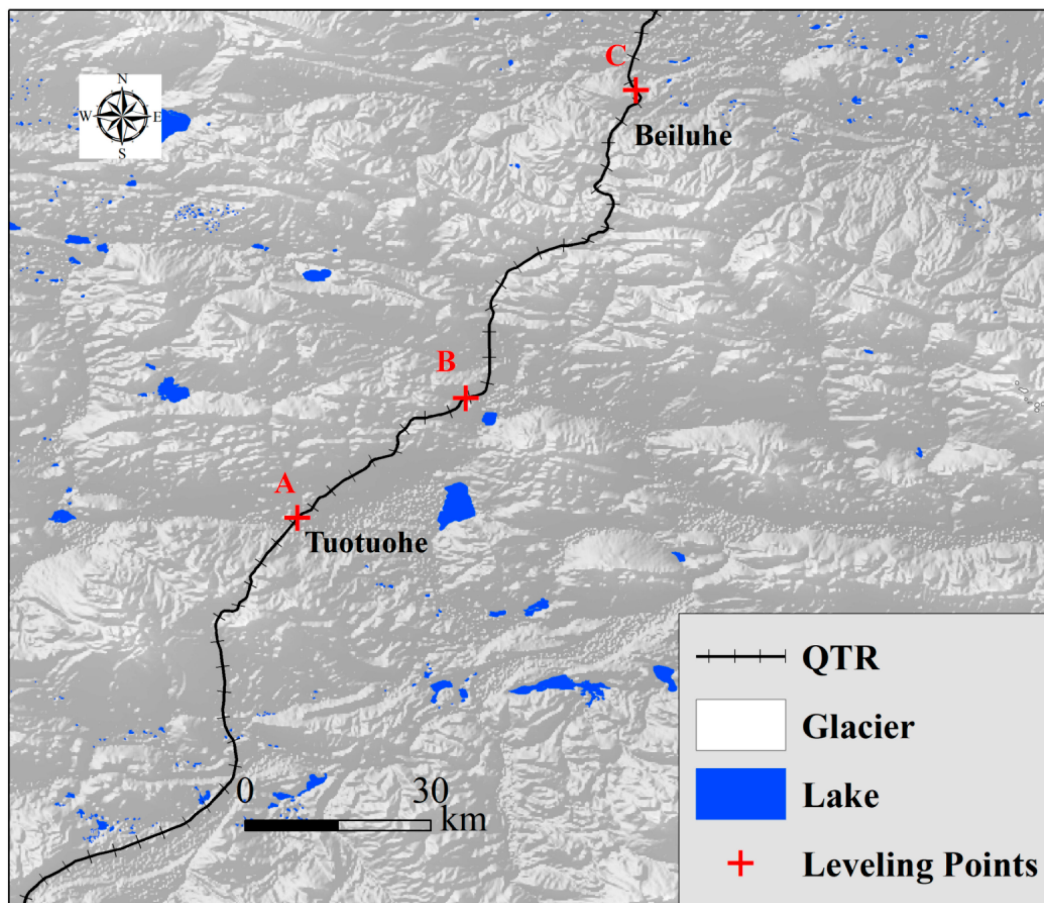 C
N
W E
S
Beiluhe
B
A
Tuotuohe
QTR
Glacier
0 30
km
Lake
Leveling Points